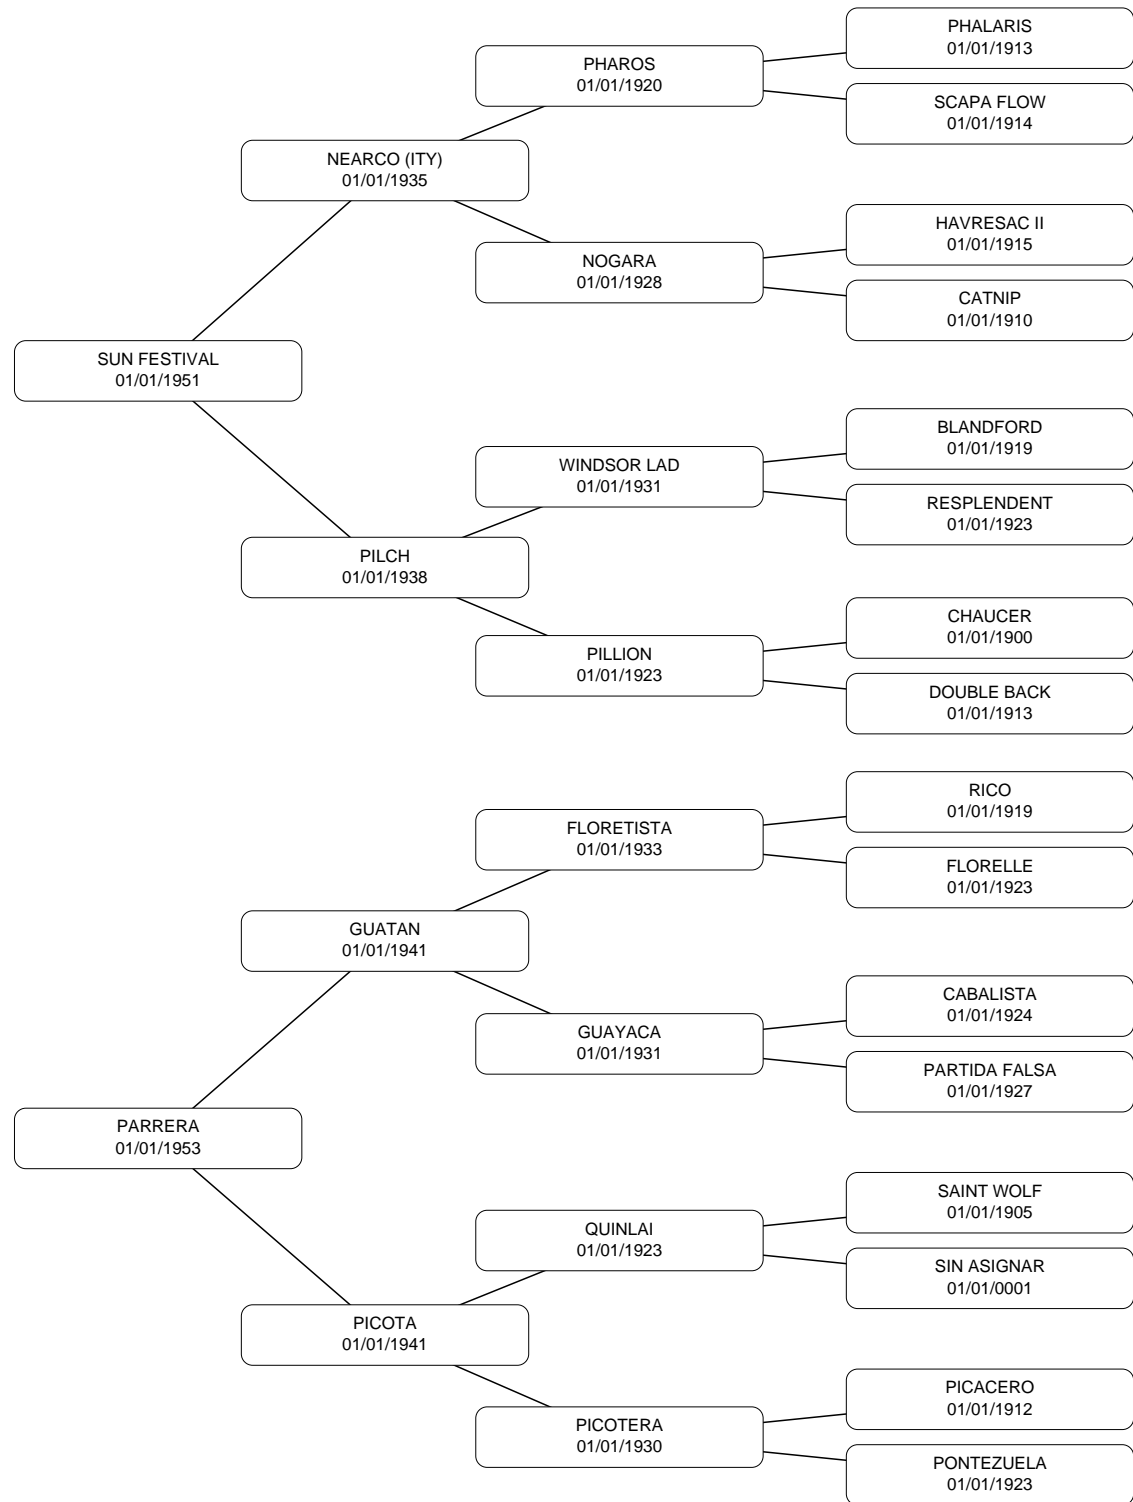 PHALARIS
01/01/1913
PHAROS
01/01/1920
SCAPA FLOW
01/01/1914
NEARCO (ITY)
01/01/1935
HAVRESAC II
01/01/1915
NOGARA
01/01/1928
CATNIP
01/01/1910
SUN FESTIVAL
01/01/1951
BLANDFORD
01/01/1919
WINDSOR LAD
01/01/1931
RESPLENDENT
01/01/1923
PILCH
01/01/1938
CHAUCER
01/01/1900
PILLION
01/01/1923
DOUBLE BACK
01/01/1913
RICO
01/01/1919
FLORETISTA
01/01/1933
FLORELLE
01/01/1923
GUATAN
01/01/1941
CABALISTA
01/01/1924
GUAYACA
01/01/1931
PARTIDA FALSA
01/01/1927
PARRERA
01/01/1953
SAINT WOLF
01/01/1905
QUINLAI
01/01/1923
SIN ASIGNAR
01/01/0001
PICOTA
01/01/1941
PICACERO
01/01/1912
PICOTERA
01/01/1930
PONTEZUELA
01/01/1923